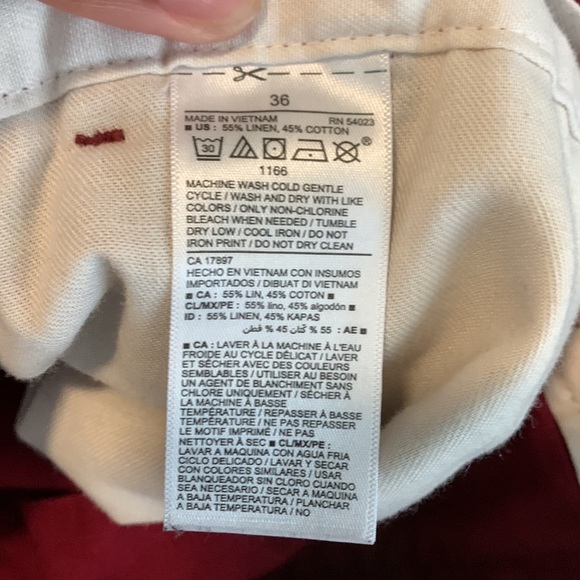 36
MADE IN VIETNAM RN 54023
■ US : 55% LINEN, 45% COTTON
30 ®
1166
MACHINE WASH COLD GENTLE
CYCLE / WASH AND DRY WITH LIKE
COLORS / ONLY NON-CHLORINE
BLEACH WHEN NEEDED / TUMBLE
DRY LOW / COOL IRON / DO NOT
IRON PRINT / DO NOT DRY CLEAN
CA 17897
HECHO EN VIETNAM CON INSUMOS
IMPORTADOS / DIBUAT DI VIETNAM
■ CA : 55% LIN, 45% COTON ■
CL/MX/PE : 55% lino, 45% algodón ■
ID : 55% LINEN, 45% KAPAS
■ AE : 55 % كتان 45 % قطن
■ CA : LAVER À LA MACHINE À L'EAU
FROIDE AU CYCLE DÉLICAT / LAVER
ET SÉCHER AVEC DES COULEURS
SEMBLABLES / UTILISER AU BESOIN
UN AGENT DE BLANCHIMENT SANS
CHLORE UNIQUEMENT / SÉCHER À
LA MACHINE À BASSE
TEMPÉRATURE / REPASSER À BASSE
TEMPÉRATURE / NE PAS REPASSER
LE MOTIF IMPRIMÉ / NE PAS
NETTOYER À SEC ■ CL/MX/PE :
LAVAR A MAQUINA CON AGUA FRIA
CICLO DELICADO / LAVAR Y SECAR
CON COLORES SIMILARES / USAR
BLANQUEADOR SIN CLORO CUANDO
SEA NECESARIO / SECAR A MAQUINA
A BAJA TEMPERATURA / PLANCHAR
A BAJA TEMPERATURA / NO